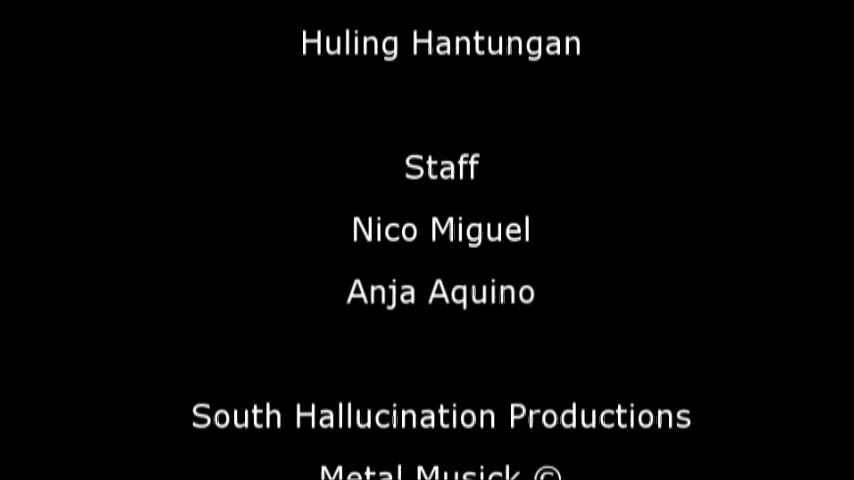 Huling Hantungan
Staff
Nico Miguel
Anja Aquino
South Hallucination Productions
Metal Musick ©